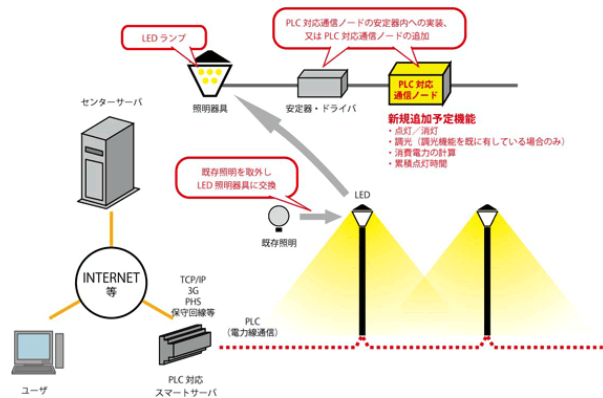 LED ランプ
PLC 対応通信ノードの安定器内への実装、
又は PLC 対応通信ノードの追加
PLC 対応
通信ノード
照明器具
安定器・ドライバ
センターサーバ
新規追加予定機能
・点灯／消灯
・調光（調光機能を既に有している場合のみ）
・消費電力の計算
・累積点灯時間
既存照明を取外し
LED 照明器具に交換
LED
既存照明
INTERNET
等
TCP/IP
3G
PHS
保守回線等
PLC
（電力線通信）
ユーザ
PLC 対応
スマートサーバ